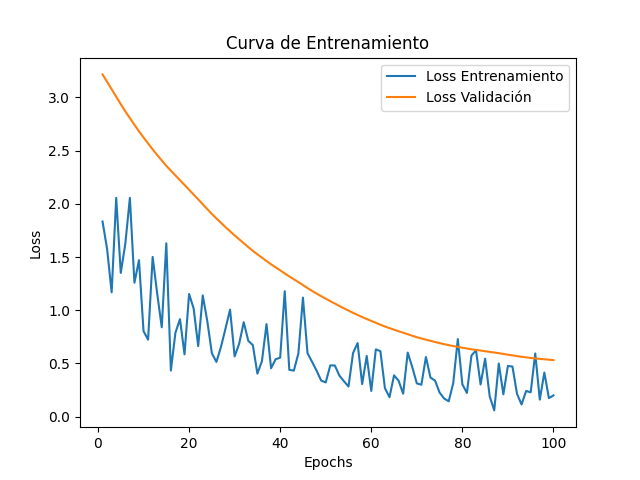 Curva de Entrenamiento
Loss Entrenamiento
Loss Validación
Loss
3.0
2.5
2.0
1.5
1.0
0.5
0.0
0 20 40 60 80 100
Epochs